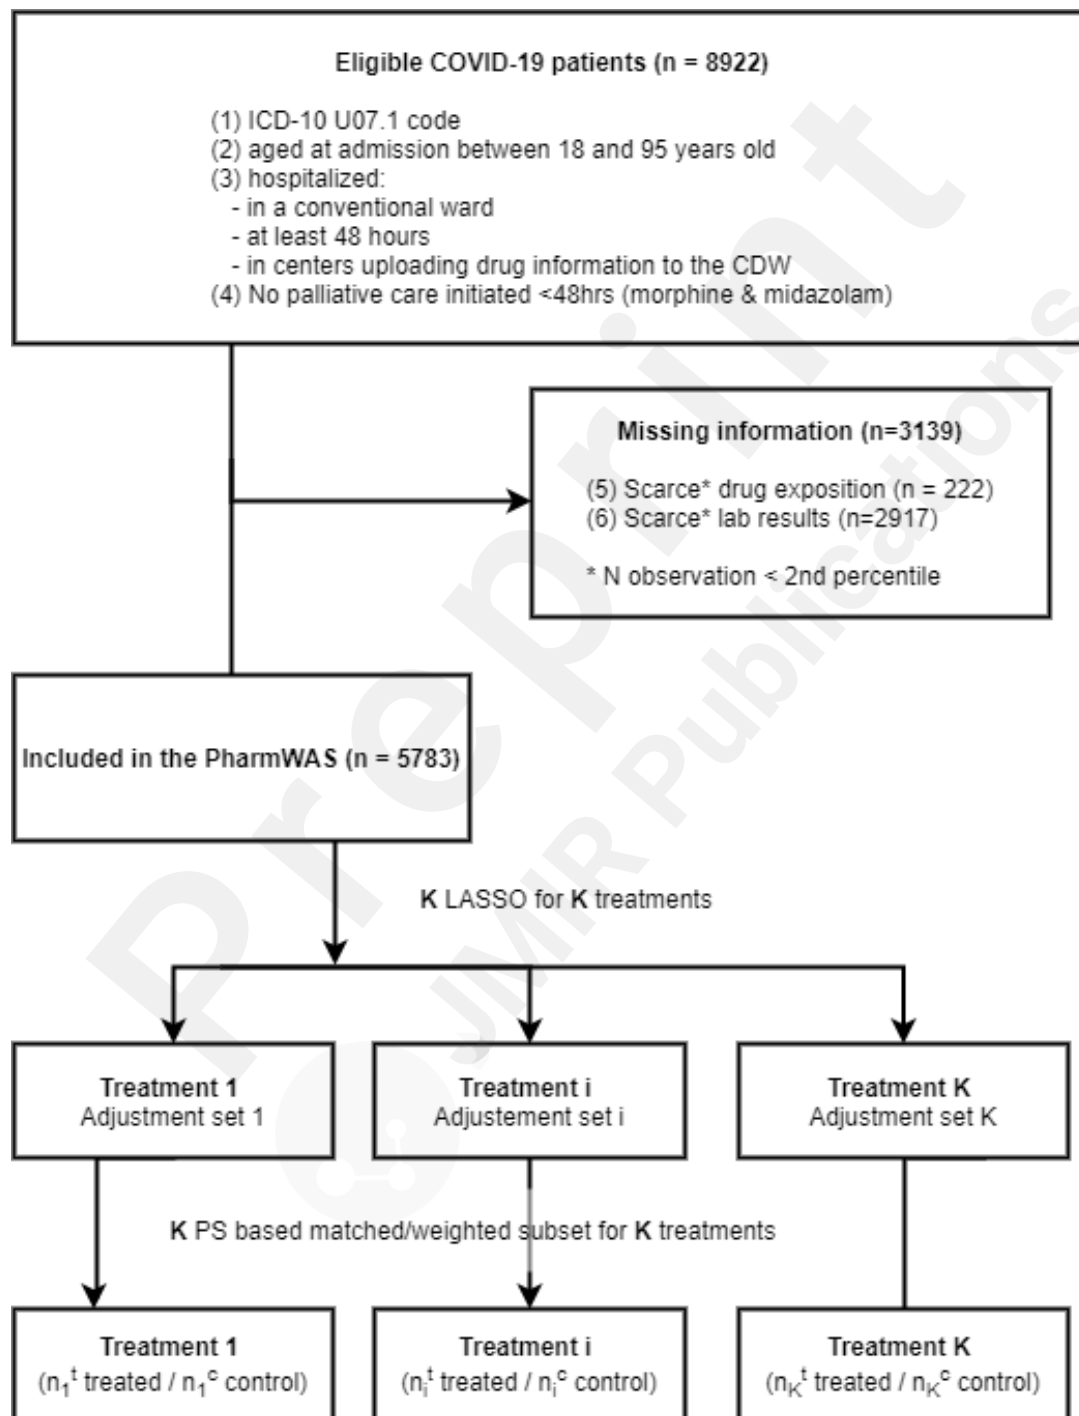 Eligible COVID-19 patients (n = 8922)
(1) ICD-10 U07.1 code
(2) aged at admission between 18 and 95 years old
(3) hospitalized:
- in a conventional ward
- at least 48 hours
- in centers uploading drug information to the CDW
(4) No palliative care initiated <48hrs (morphine & midazolam)
Missing information (n=3139)
(5) Scarce* drug exposition (n = 222)
(6) Scarce* lab results (n=2917)
* N observation < 2nd percentile
Included in the PharmWAS (n = 5783)
K LASSO for K treatments
Treatment 1
Adjustment set 1
Treatment i
Adjustement set i
Treatment K
Adjustment set K
K PS based matched/weighted subset for K treatments
Treatment 1
(n₁ᵗ treated / n₁ᶜ control)
Treatment i
(nᵢᵗ treated / nᵢᶜ control)
Treatment K
(n_Kᵗ treated / n_Kᶜ control)
Preprint
JMIR Publications